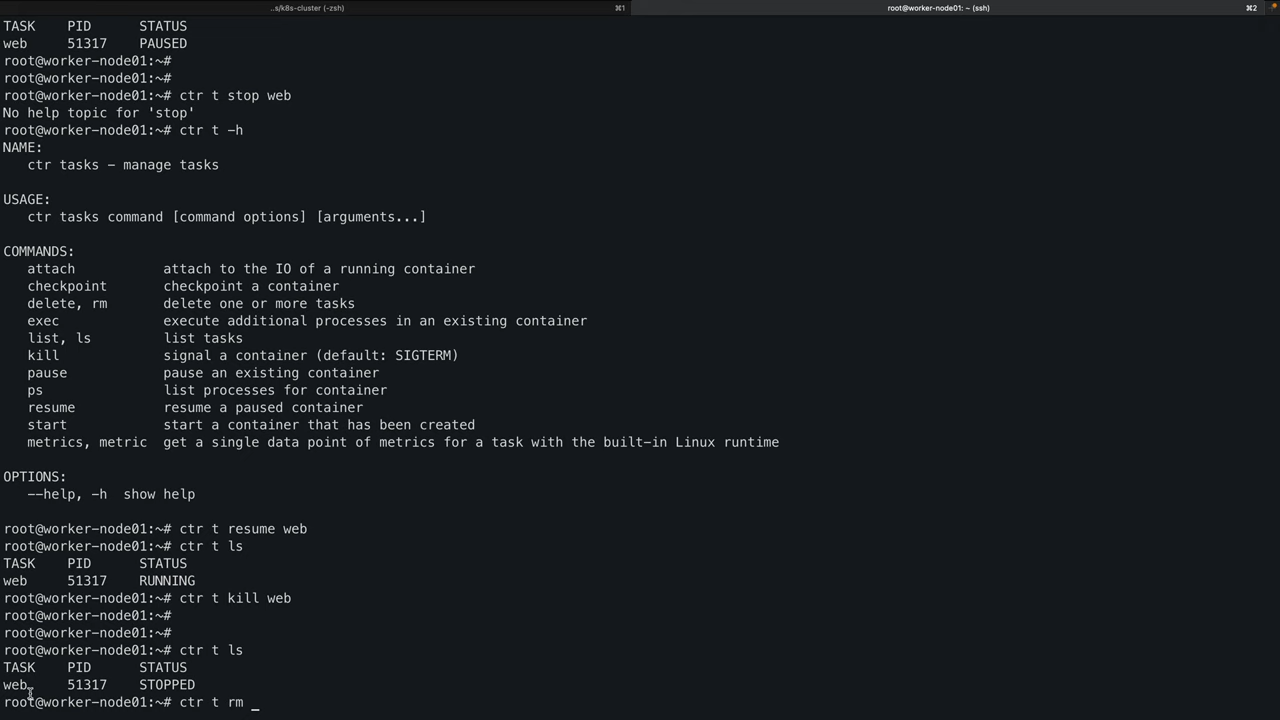 ..s/k8s-cluster (-zsh) ⌘1 root@worker-node01: ~ (ssh) ⌘2
TASK    PID      STATUS
web     51317    PAUSED
root@worker-node01:~#
root@worker-node01:~#
root@worker-node01:~# ctr t stop web
No help topic for 'stop'
root@worker-node01:~# ctr t -h
NAME:
   ctr tasks - manage tasks
USAGE:
   ctr tasks command [command options] [arguments...]
COMMANDS:
   attach           attach to the IO of a running container
   checkpoint       checkpoint a container
   delete, rm       delete one or more tasks
   exec             execute additional processes in an existing container
   list, ls         list tasks
   kill             signal a container (default: SIGTERM)
   pause            pause an existing container
   ps               list processes for container
   resume           resume a paused container
   start            start a container that has been created
   metrics, metric  get a single data point of metrics for a task with the built-in Linux runtime
OPTIONS:
   --help, -h  show help
root@worker-node01:~# ctr t resume web
root@worker-node01:~# ctr t ls
TASK    PID      STATUS
web     51317    RUNNING
root@worker-node01:~# ctr t kill web
root@worker-node01:~#
root@worker-node01:~#
root@worker-node01:~# ctr t ls
TASK    PID      STATUS
web     51317    STOPPED
root@worker-node01:~# ctr t rm _